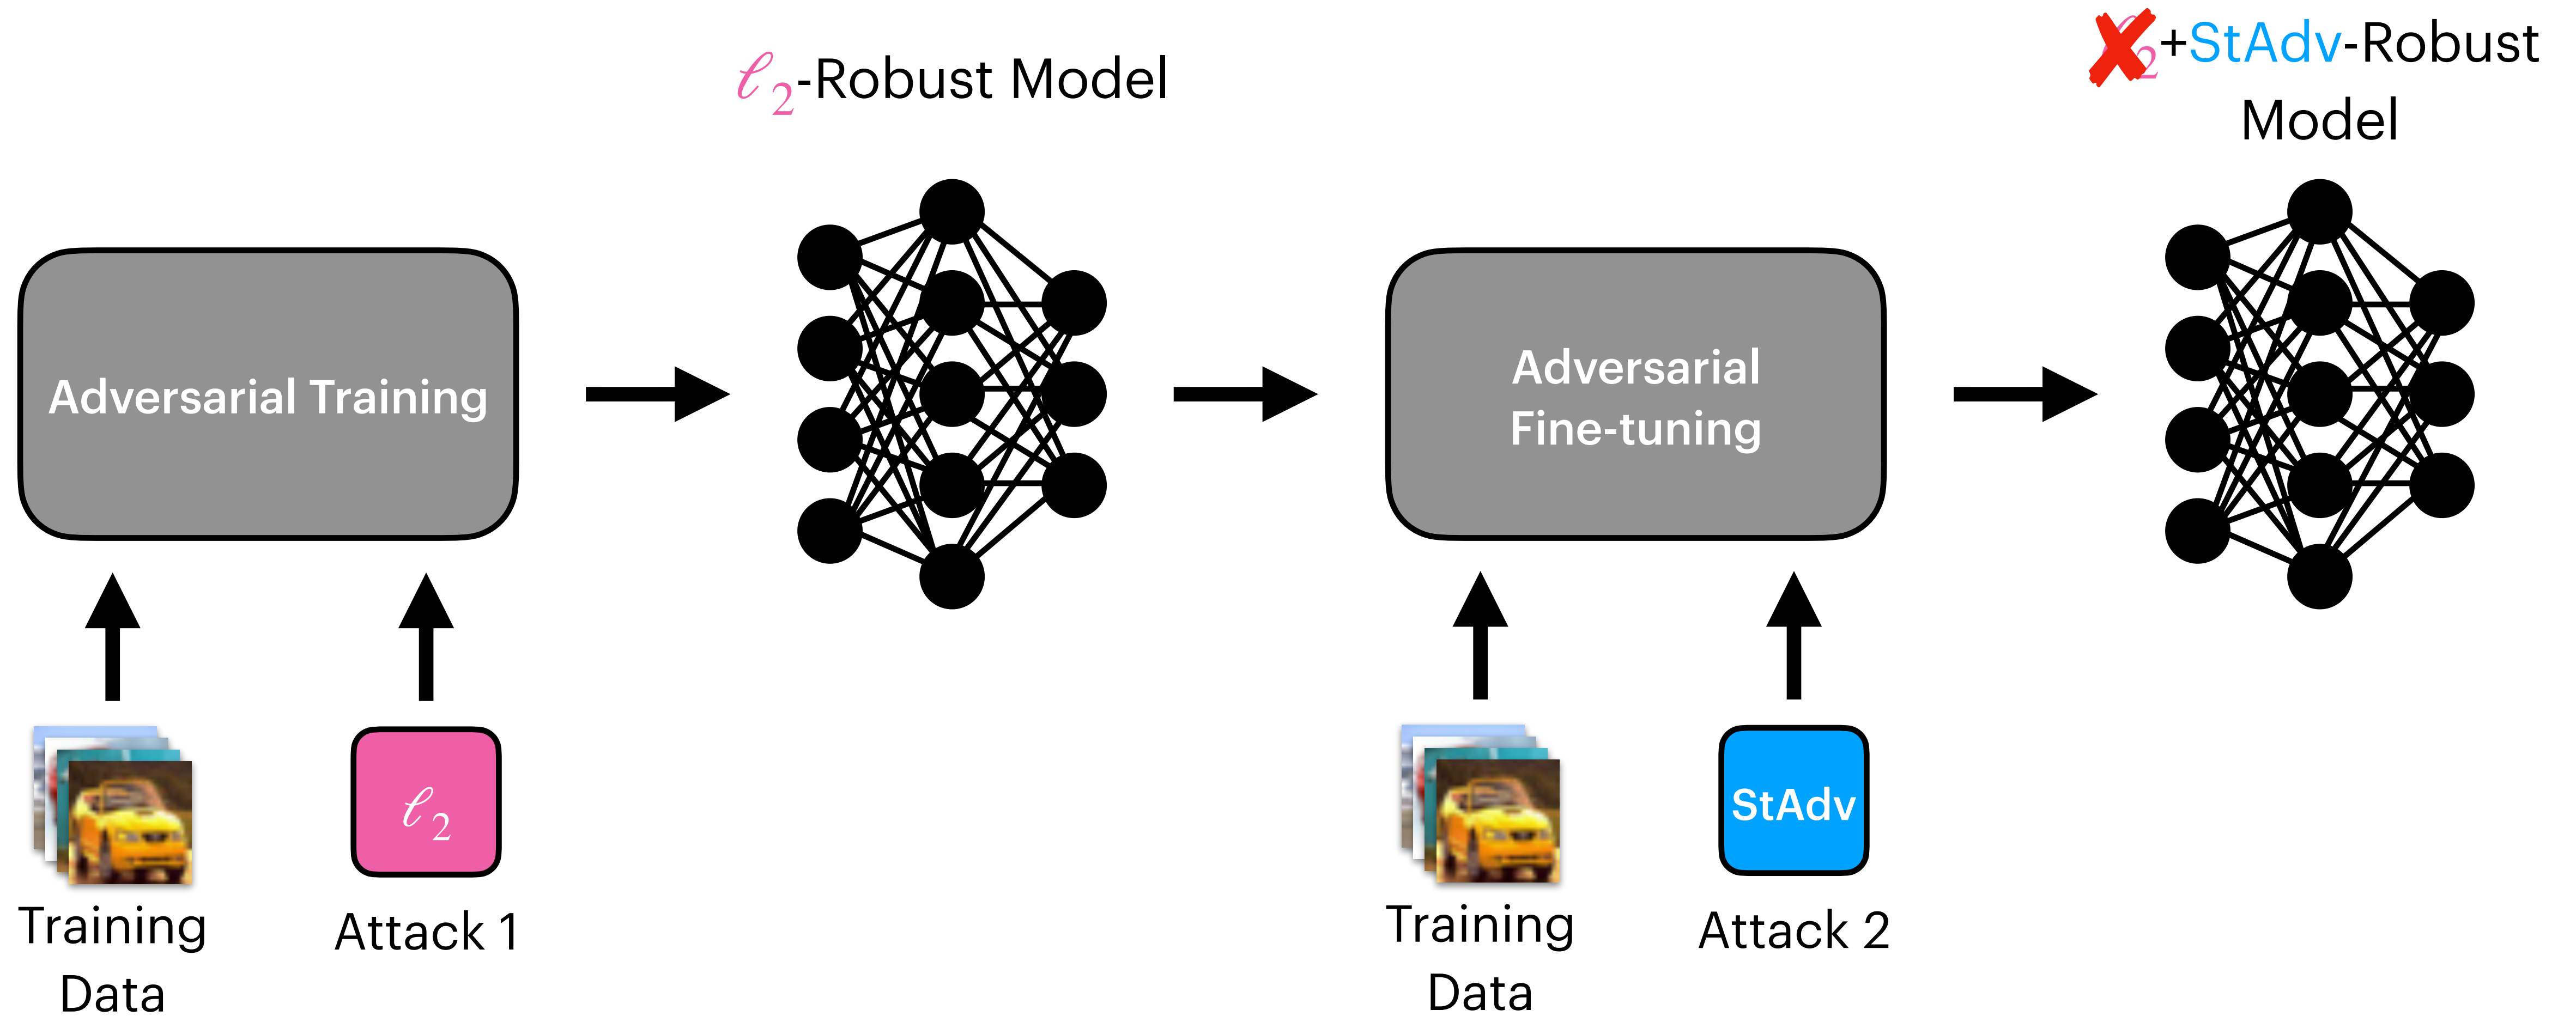 ℓ₂-Robust Model
ℓ₂+StAdv-Robust
Model
Adversarial Training
Adversarial
Fine-tuning
ℓ₂
StAdv
Training
Data
Attack 1
Training
Data
Attack 2